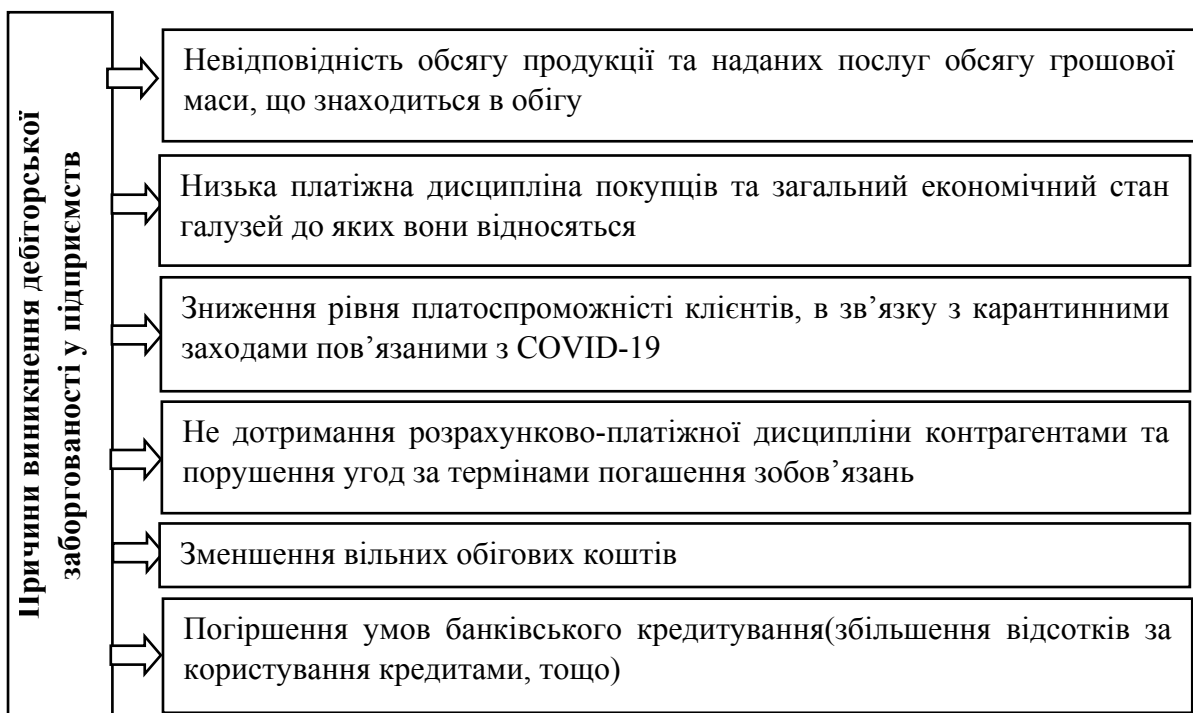 Причини виникнення дебіторської
заборгованості у підприємств
Невідповідність обсягу продукції та наданих послуг обсягу грошової
маси, що знаходиться в обігу
Низька платіжна дисципліна покупців та загальний економічний стан
галузей до яких вони відносяться
Зниження рівня платоспроможністі клієнтів, в зв’язку з карантинними
заходами пов’язаними з COVID-19
Не дотримання розрахунково-платіжної дисципліни контрагентами та
порушення угод за термінами погашення зобов’язань
Зменшення вільних обігових коштів
Погіршення умов банківського кредитування(збільшення відсотків за
користування кредитами, тощо)